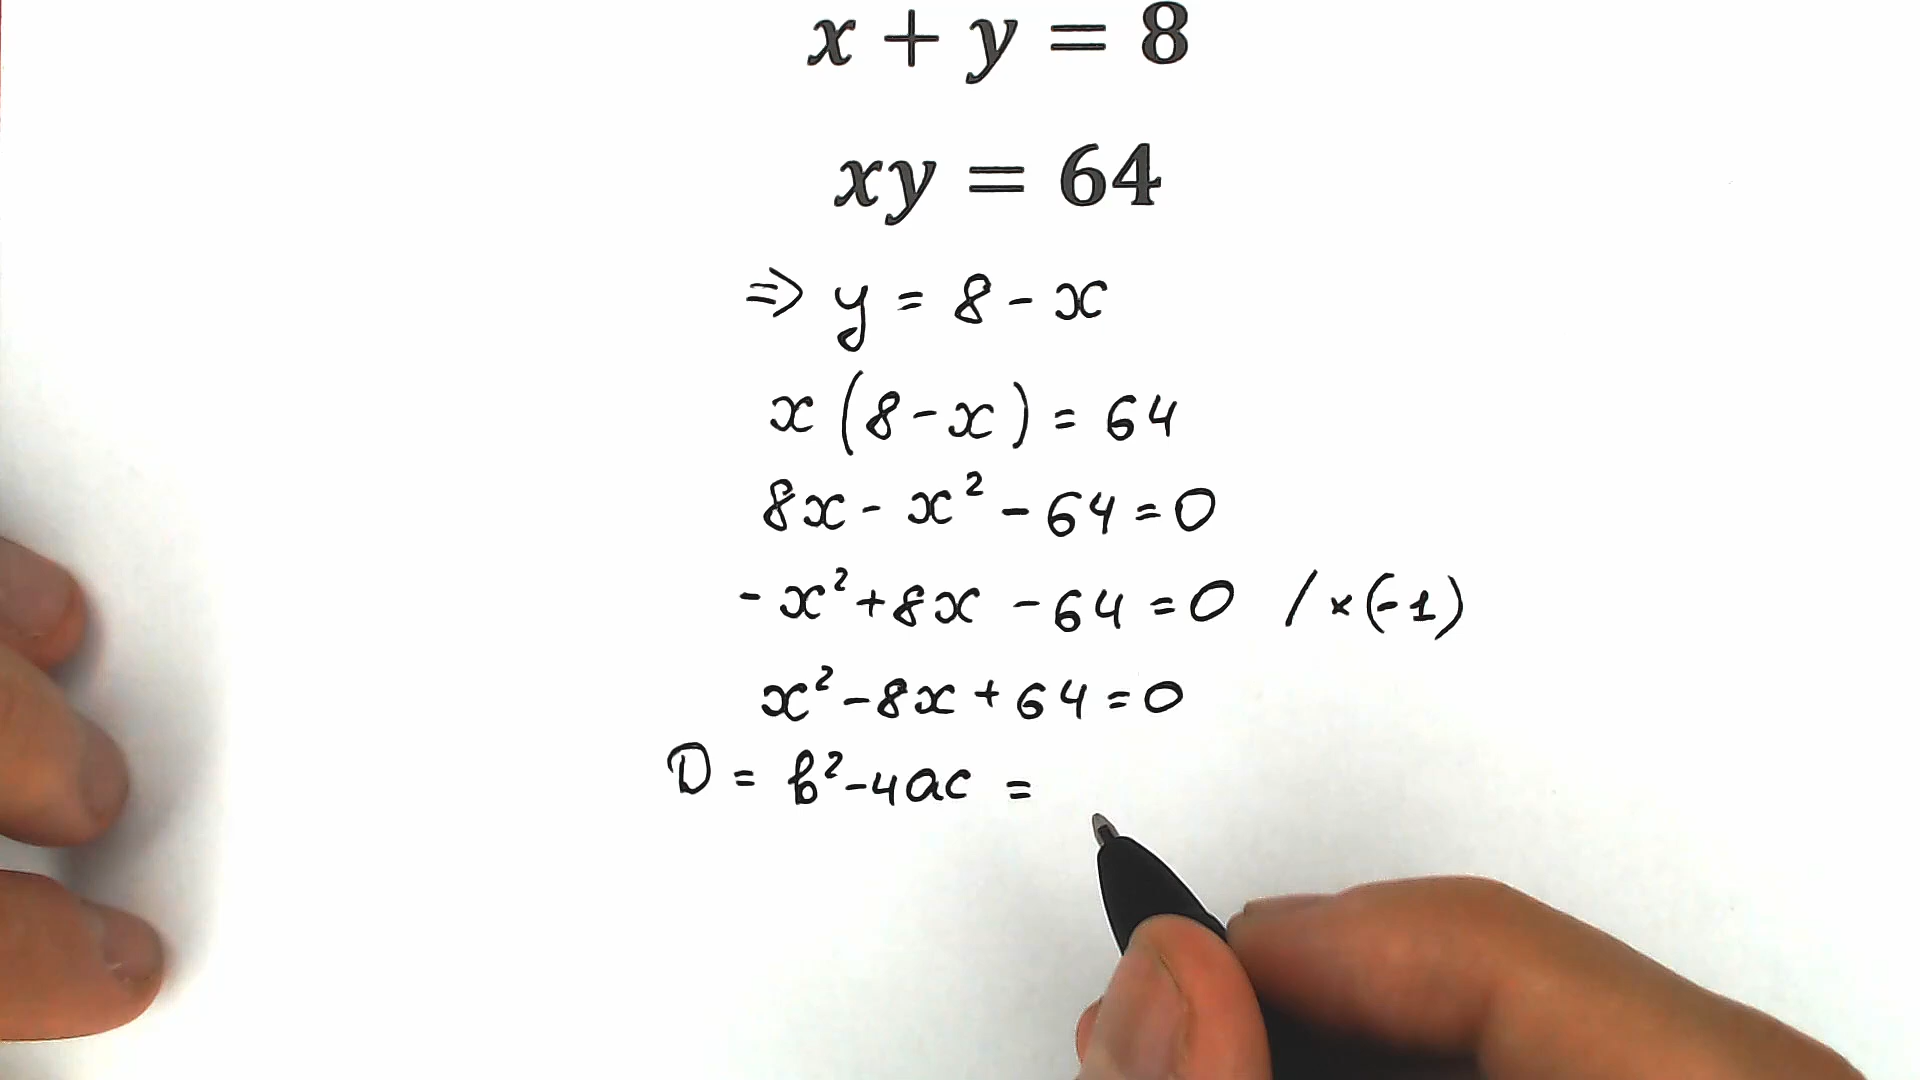 x + y = 8
xy = 64
⇒ y = 8 - x
x (8 - x) = 64
8x - x² - 64 = 0
- x² + 8x - 64 = 0 / × (-1)
x² - 8x + 64 = 0
D = b² - 4ac =